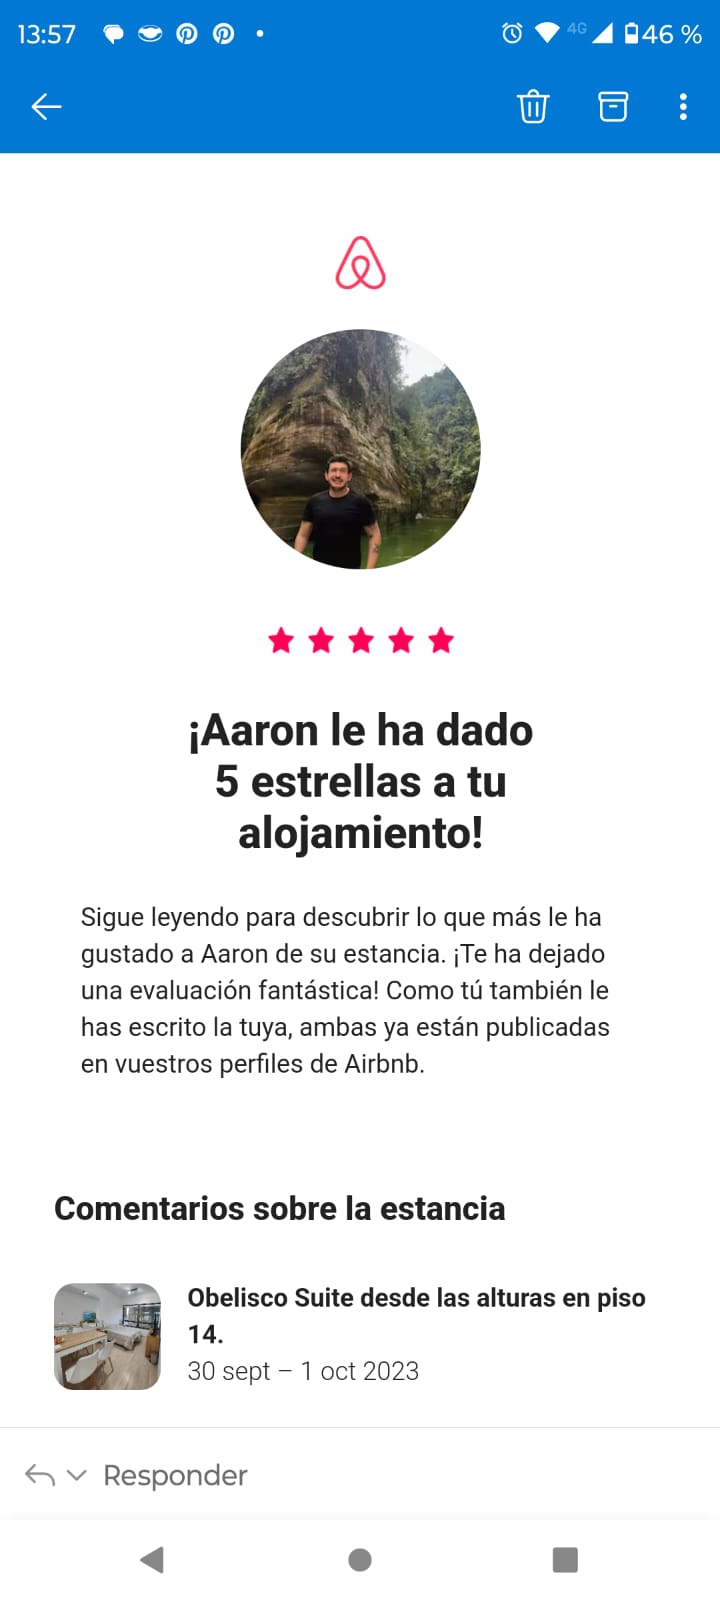 13:57
4G
46 %
¡Aaron le ha dado
5 estrellas a tu
alojamiento!
Sigue leyendo para descubrir lo que más le ha
gustado a Aaron de su estancia. ¡Te ha dejado
una evaluación fantástica! Como tú también le
has escrito la tuya, ambas ya están publicadas
en vuestros perfiles de Airbnb.
Comentarios sobre la estancia
Obelisco Suite desde las alturas en piso
14.
30 sept – 1 oct 2023
Responder